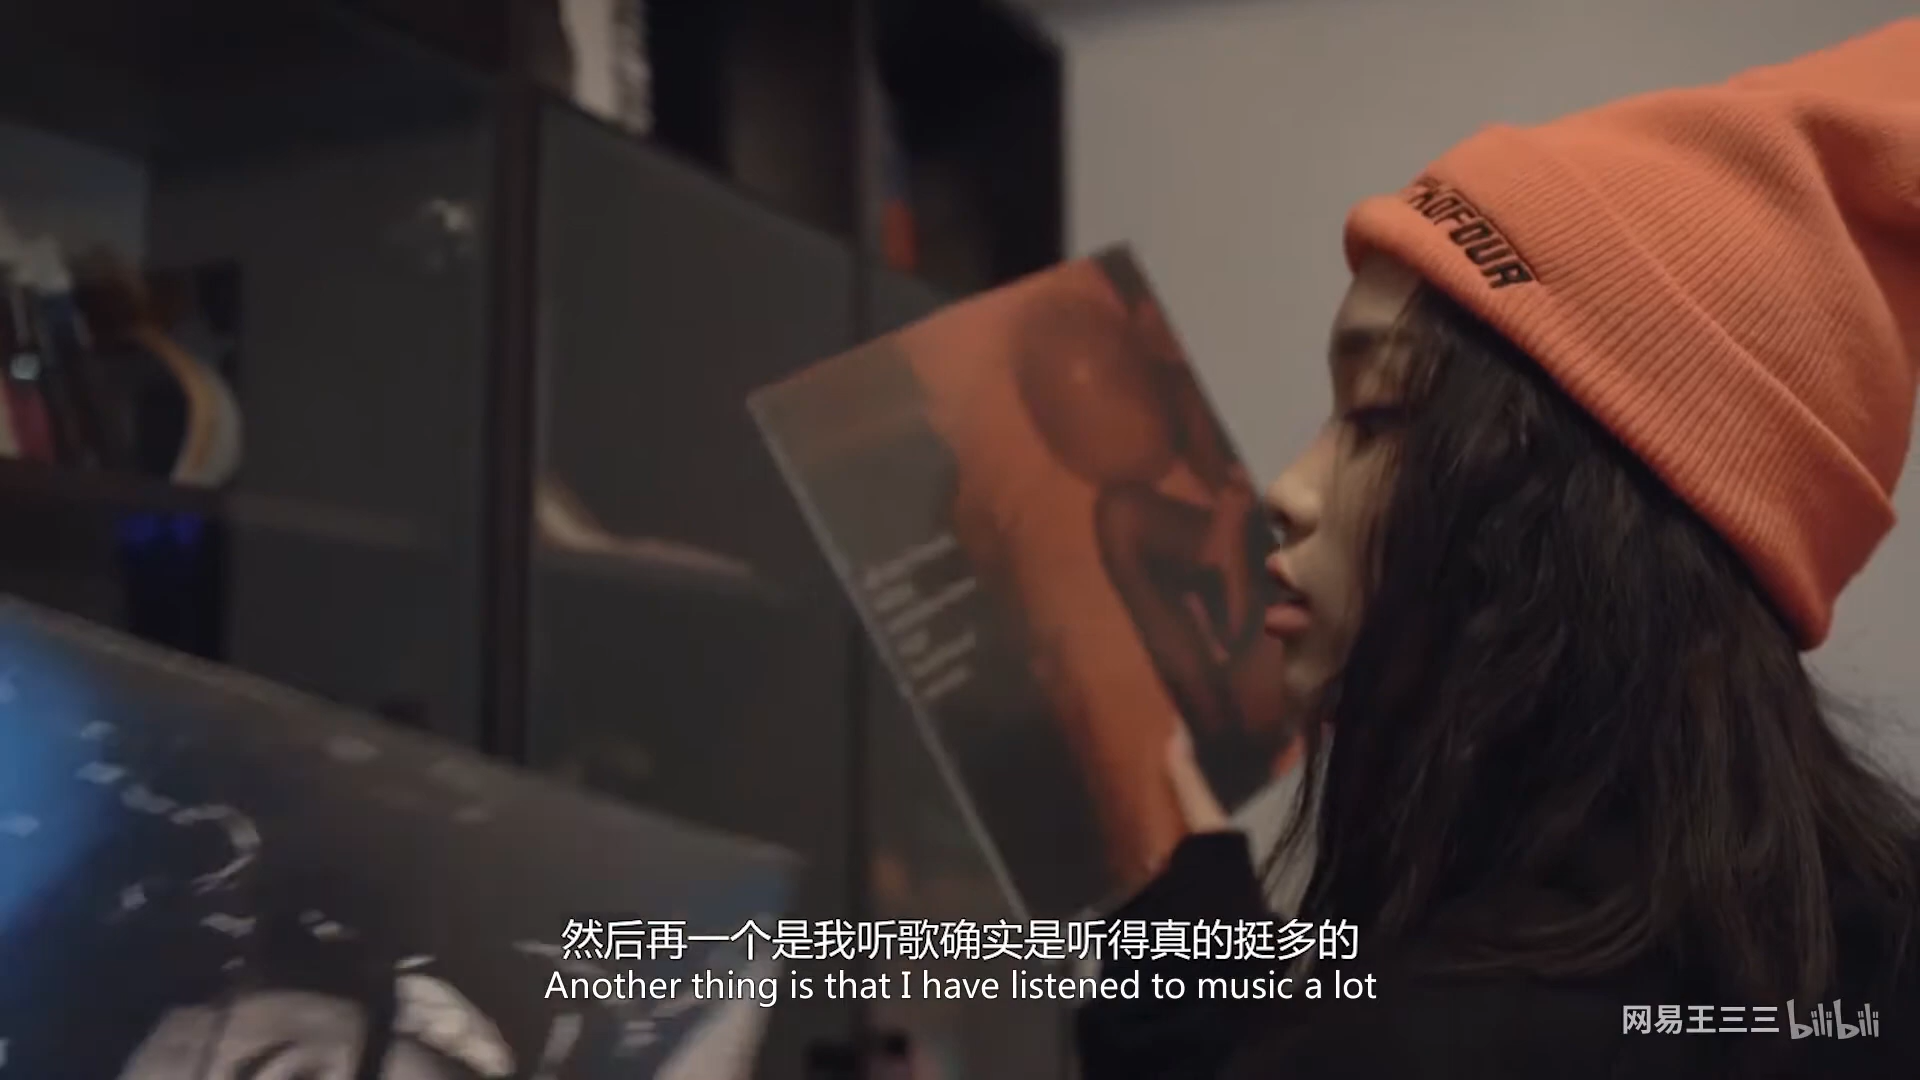 然后再一个是我听歌确实是听得真的挺多的
Another thing is that I have listened to music a lot
网易王三三 bilibili